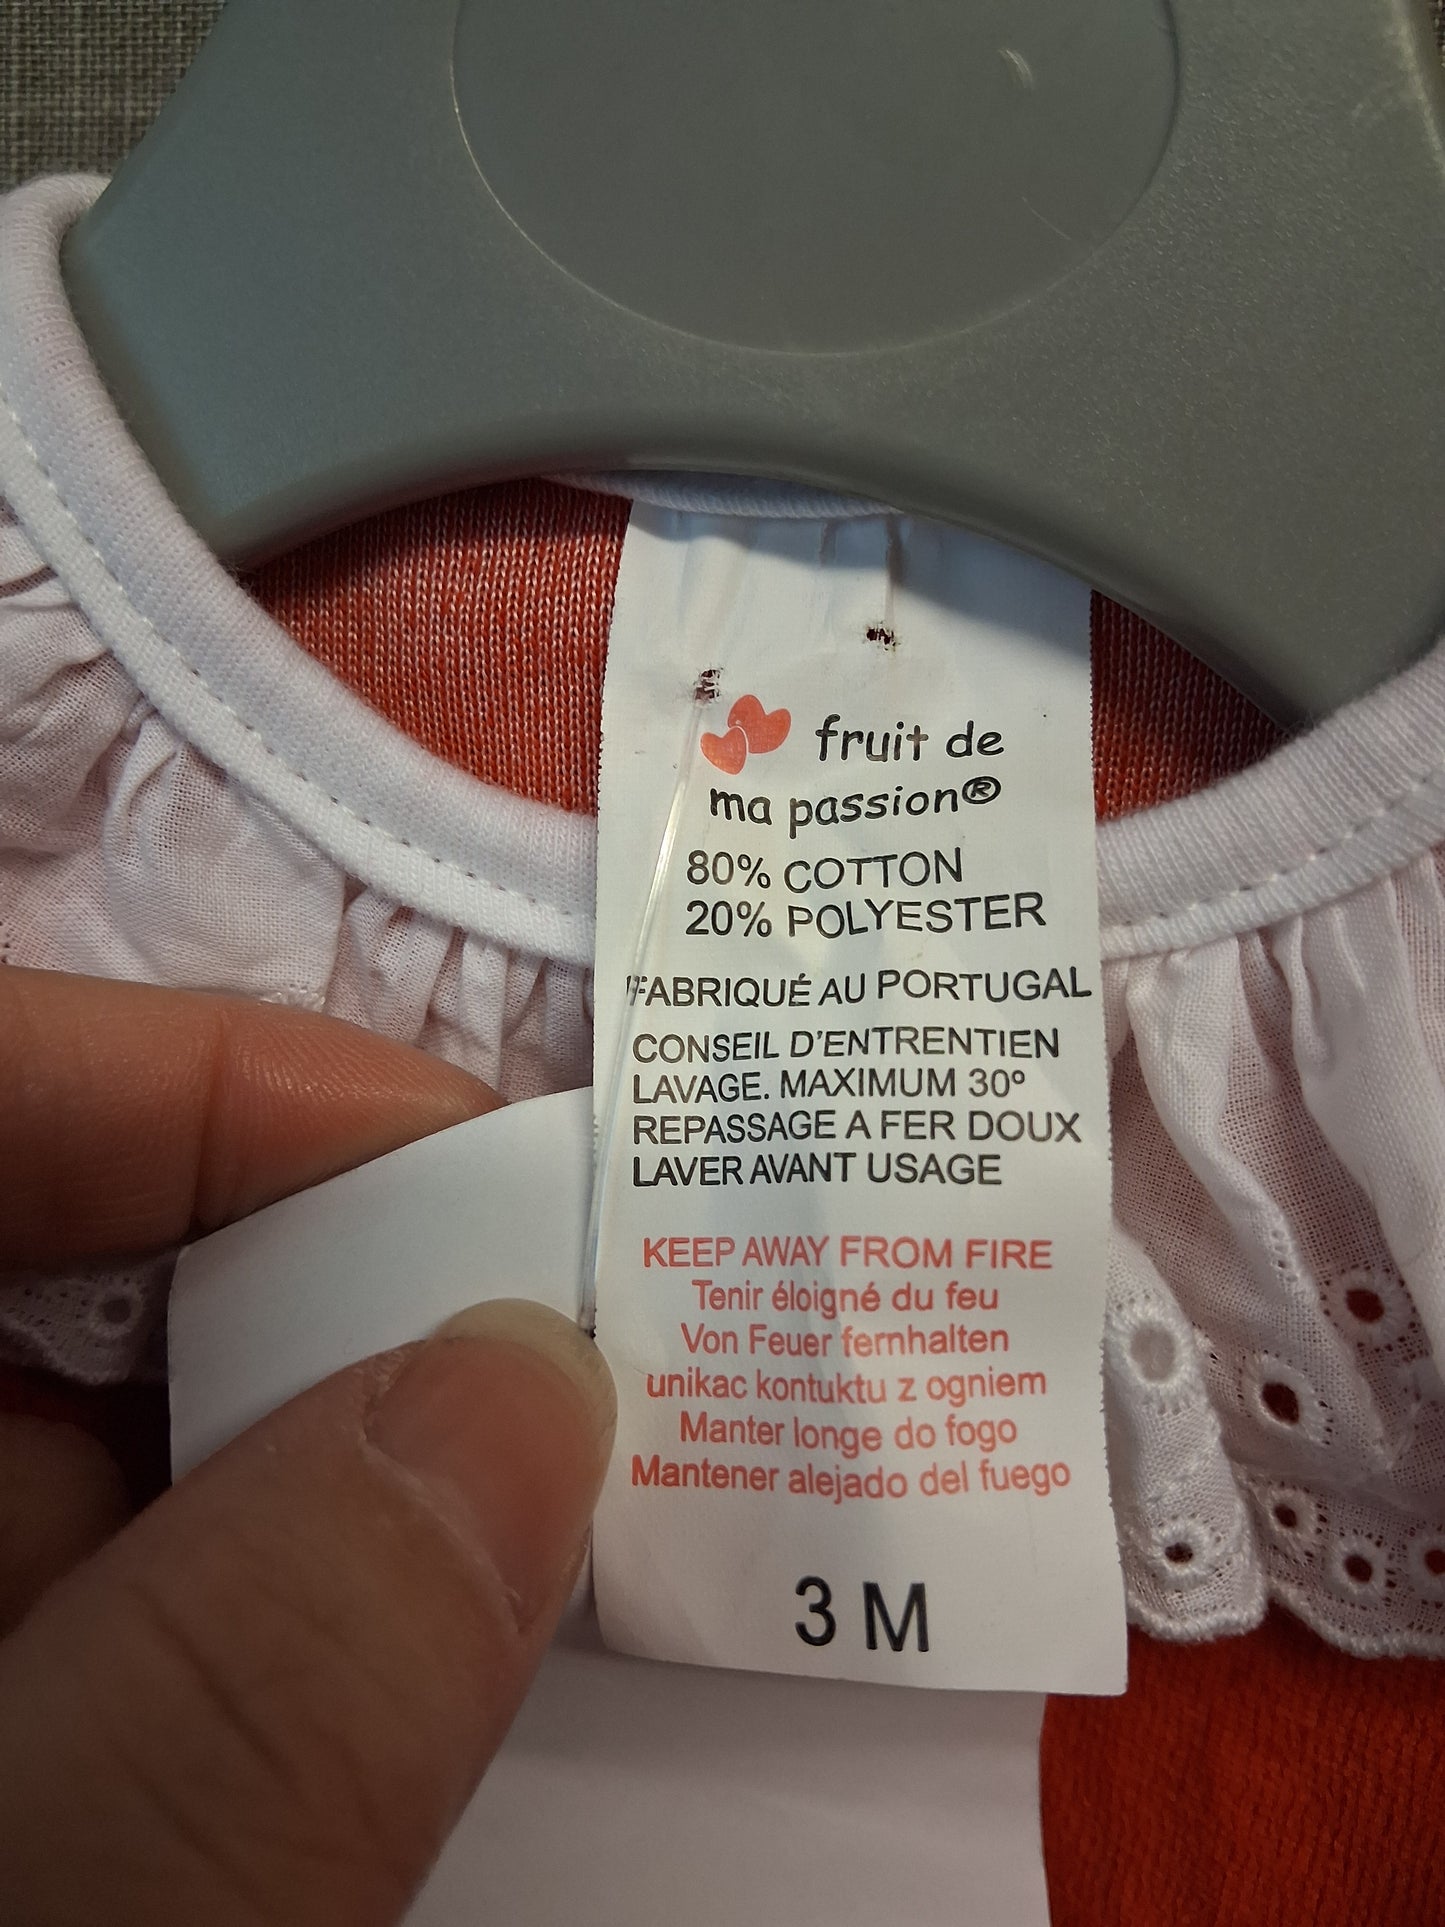 fruit de
ma passion®
80% COTTON
20% POLYESTER
FABRIQUÉ AU PORTUGAL
CONSEIL D'ENTRENTIEN
LAVAGE. MAXIMUM 30º
REPASSAGE A FER DOUX
LAVER AVANT USAGE
KEEP AWAY FROM FIRE
Tenir éloigné du feu
Von Feuer fernhalten
unikac kontuktu z ogniem
Manter longe do fogo
Mantener alejado del fuego
3 M